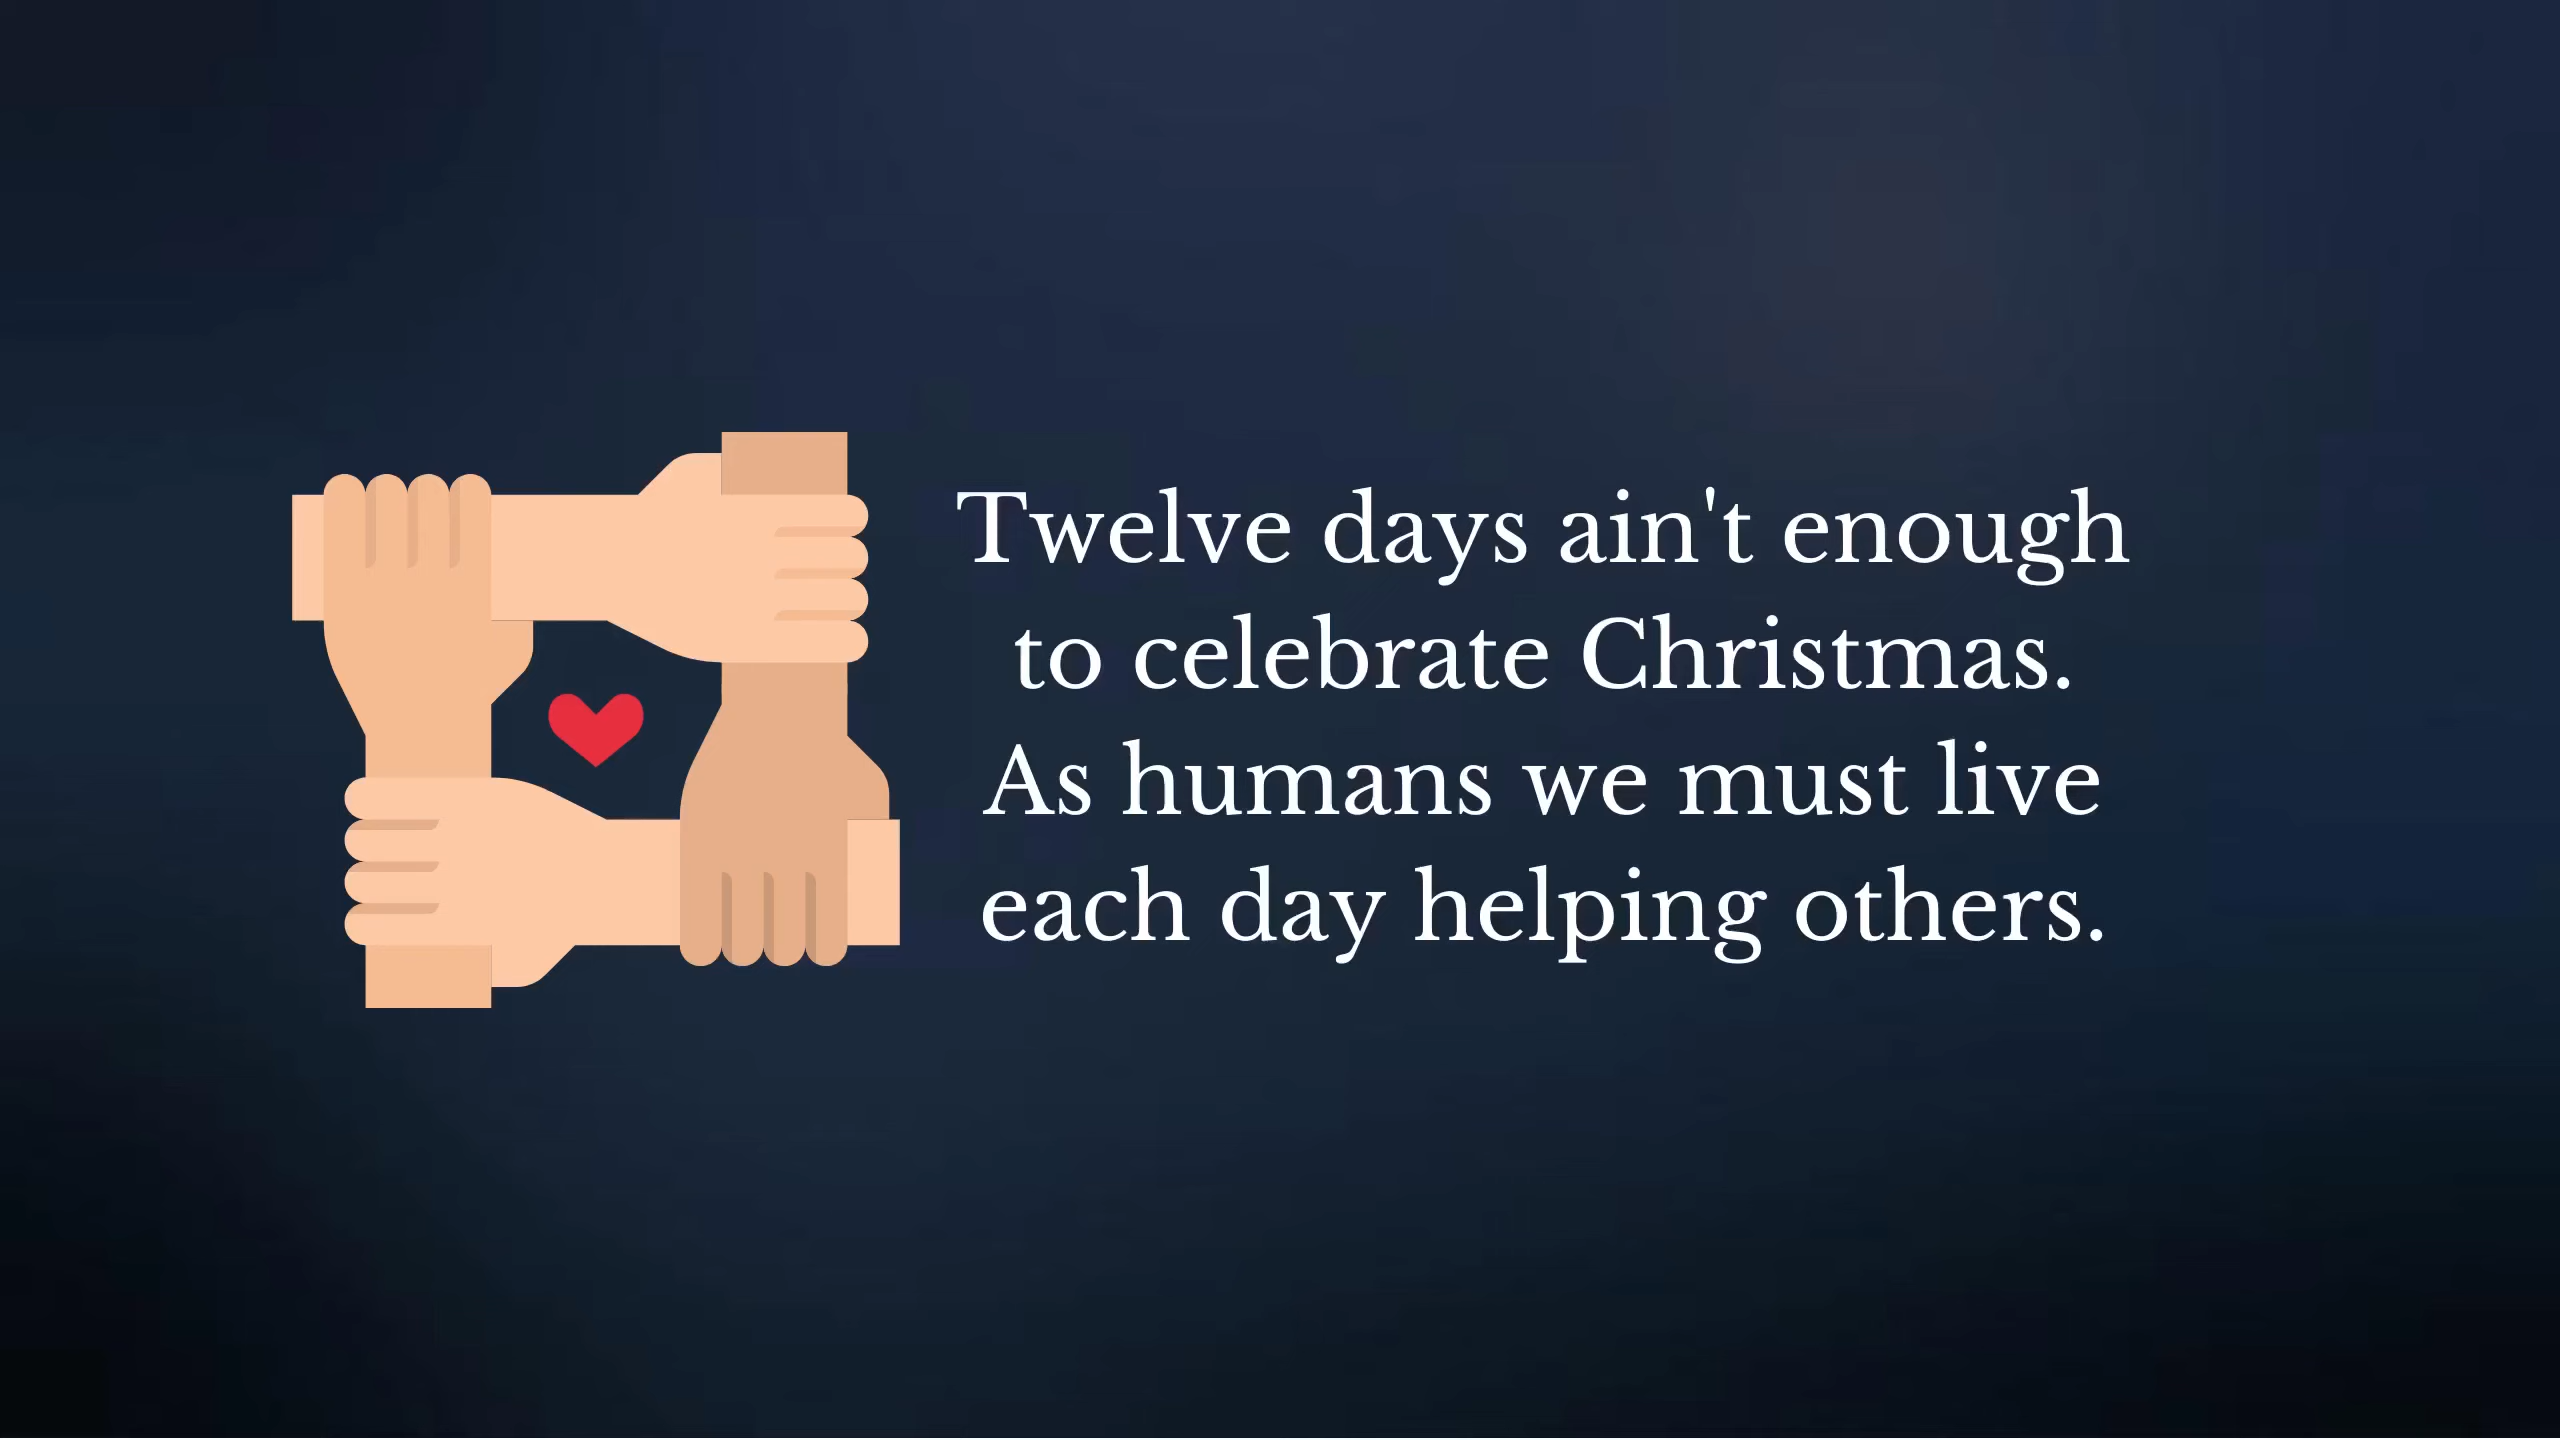 Twelve days ain't enough
to celebrate Christmas.
As humans we must live
each day helping others.